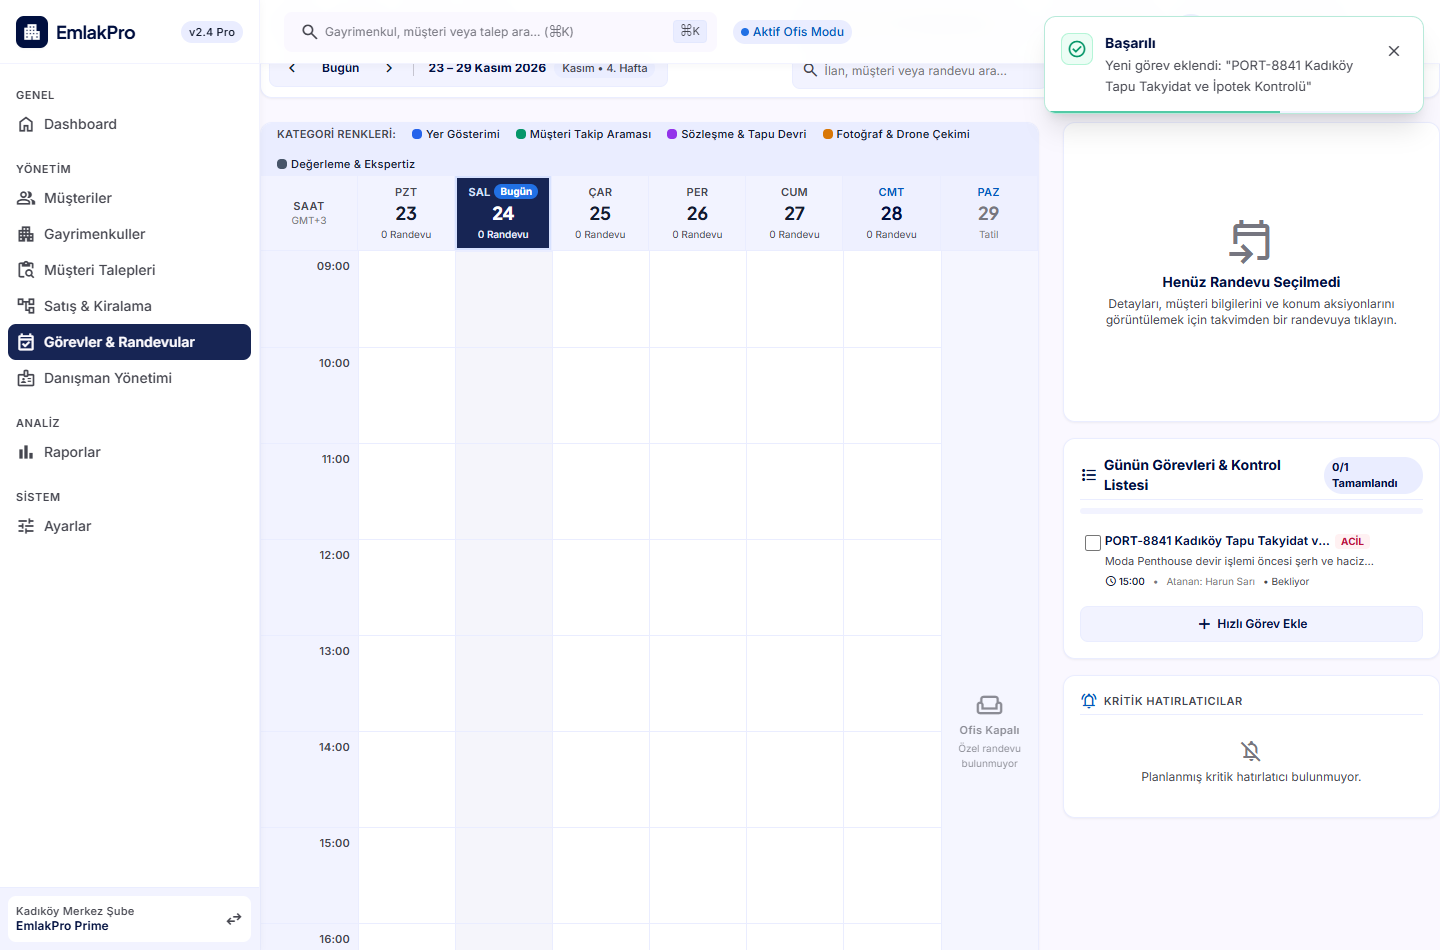 EmlakPro
v2.4 Pro
Gayrimenkul, müşteri veya talep ara... (⌘K)
⌘K
Aktif Ofis Modu
Başarılı
Yeni görev eklendi: "PORT-8841 Kadıköy
Tapu Takyidat ve İpotek Kontrolü"
GENEL
Dashboard
YÖNETİM
Müşteriler
Gayrimenkuller
Müşteri Talepleri
Satış & Kiralama
Görevler & Randevular
Danışman Yönetimi
ANALİZ
Raporlar
SİSTEM
Ayarlar
Kadıköy Merkez Şube
EmlakPro Prime
Bugün
23 – 29 Kasım 2026
Kasım • 4. Hafta
İlan, müşteri veya randevu ara...
KATEGORİ RENKLERİ:
Yer Gösterimi
Müşteri Takip Araması
Sözleşme & Tapu Devri
Fotoğraf & Drone Çekimi
Değerleme & Ekspertiz
SAAT
GMT+3
PZT
23
0 Randevu
SAL Bugün
24
0 Randevu
ÇAR
25
0 Randevu
PER
26
0 Randevu
CUM
27
0 Randevu
CMT
28
0 Randevu
PAZ
29
Tatil
09:00
10:00
11:00
12:00
13:00
14:00
15:00
16:00
Ofis Kapalı
Özel randevu
bulunmuyor
Henüz Randevu Seçilmedi
Detayları, müşteri bilgilerini ve konum aksiyonlarını
görüntülemek için takvimden bir randevuya tıklayın.
Günün Görevleri & Kontrol
Listesi
0/1
Tamamlandı
PORT-8841 Kadıköy Tapu Takyidat v... ACİL
Moda Penthouse devir işlemi öncesi şerh ve haciz...
15:00 • Atanan: Harun Sarı • Bekliyor
Hızlı Görev Ekle
KRİTİK HATIRLATICILAR
Planlanmış kritik hatırlatıcı bulunmuyor.